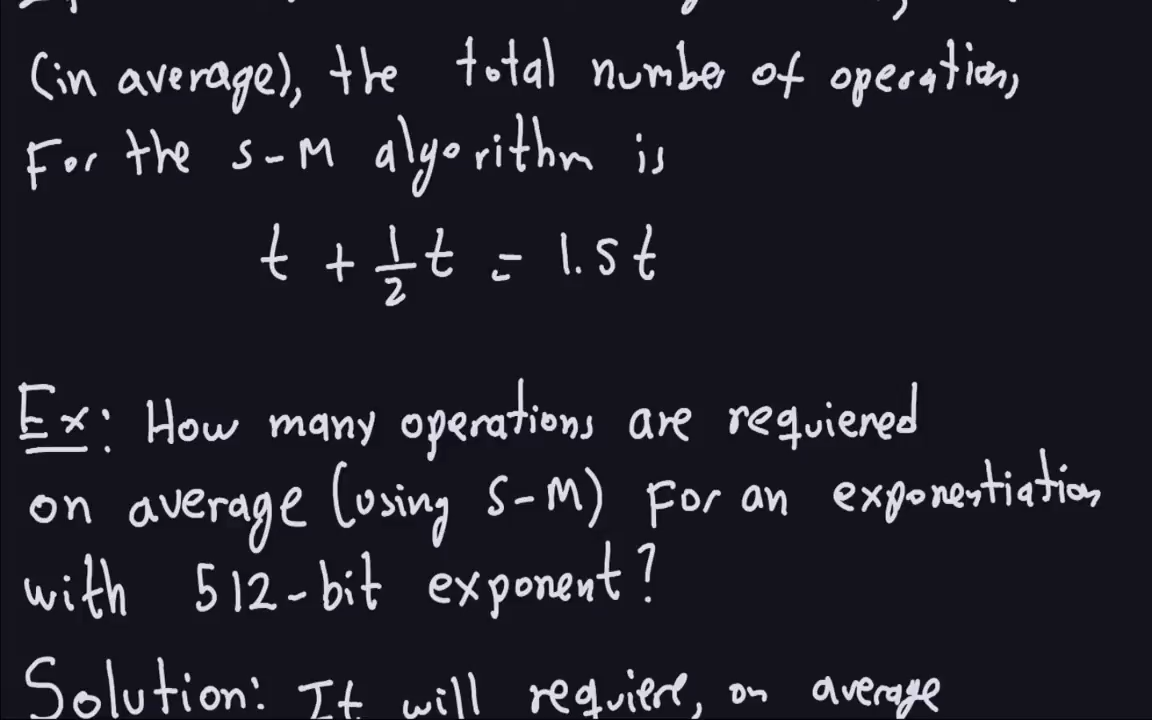 (in average), the total number of operation,
For the S-M algorithm is
t + 1/2 t = 1.5 t
Ex: How many operations are requiered
on average (using S-M) For an exponentiation
with 512-bit exponent?
Solution: It will requiere, on average